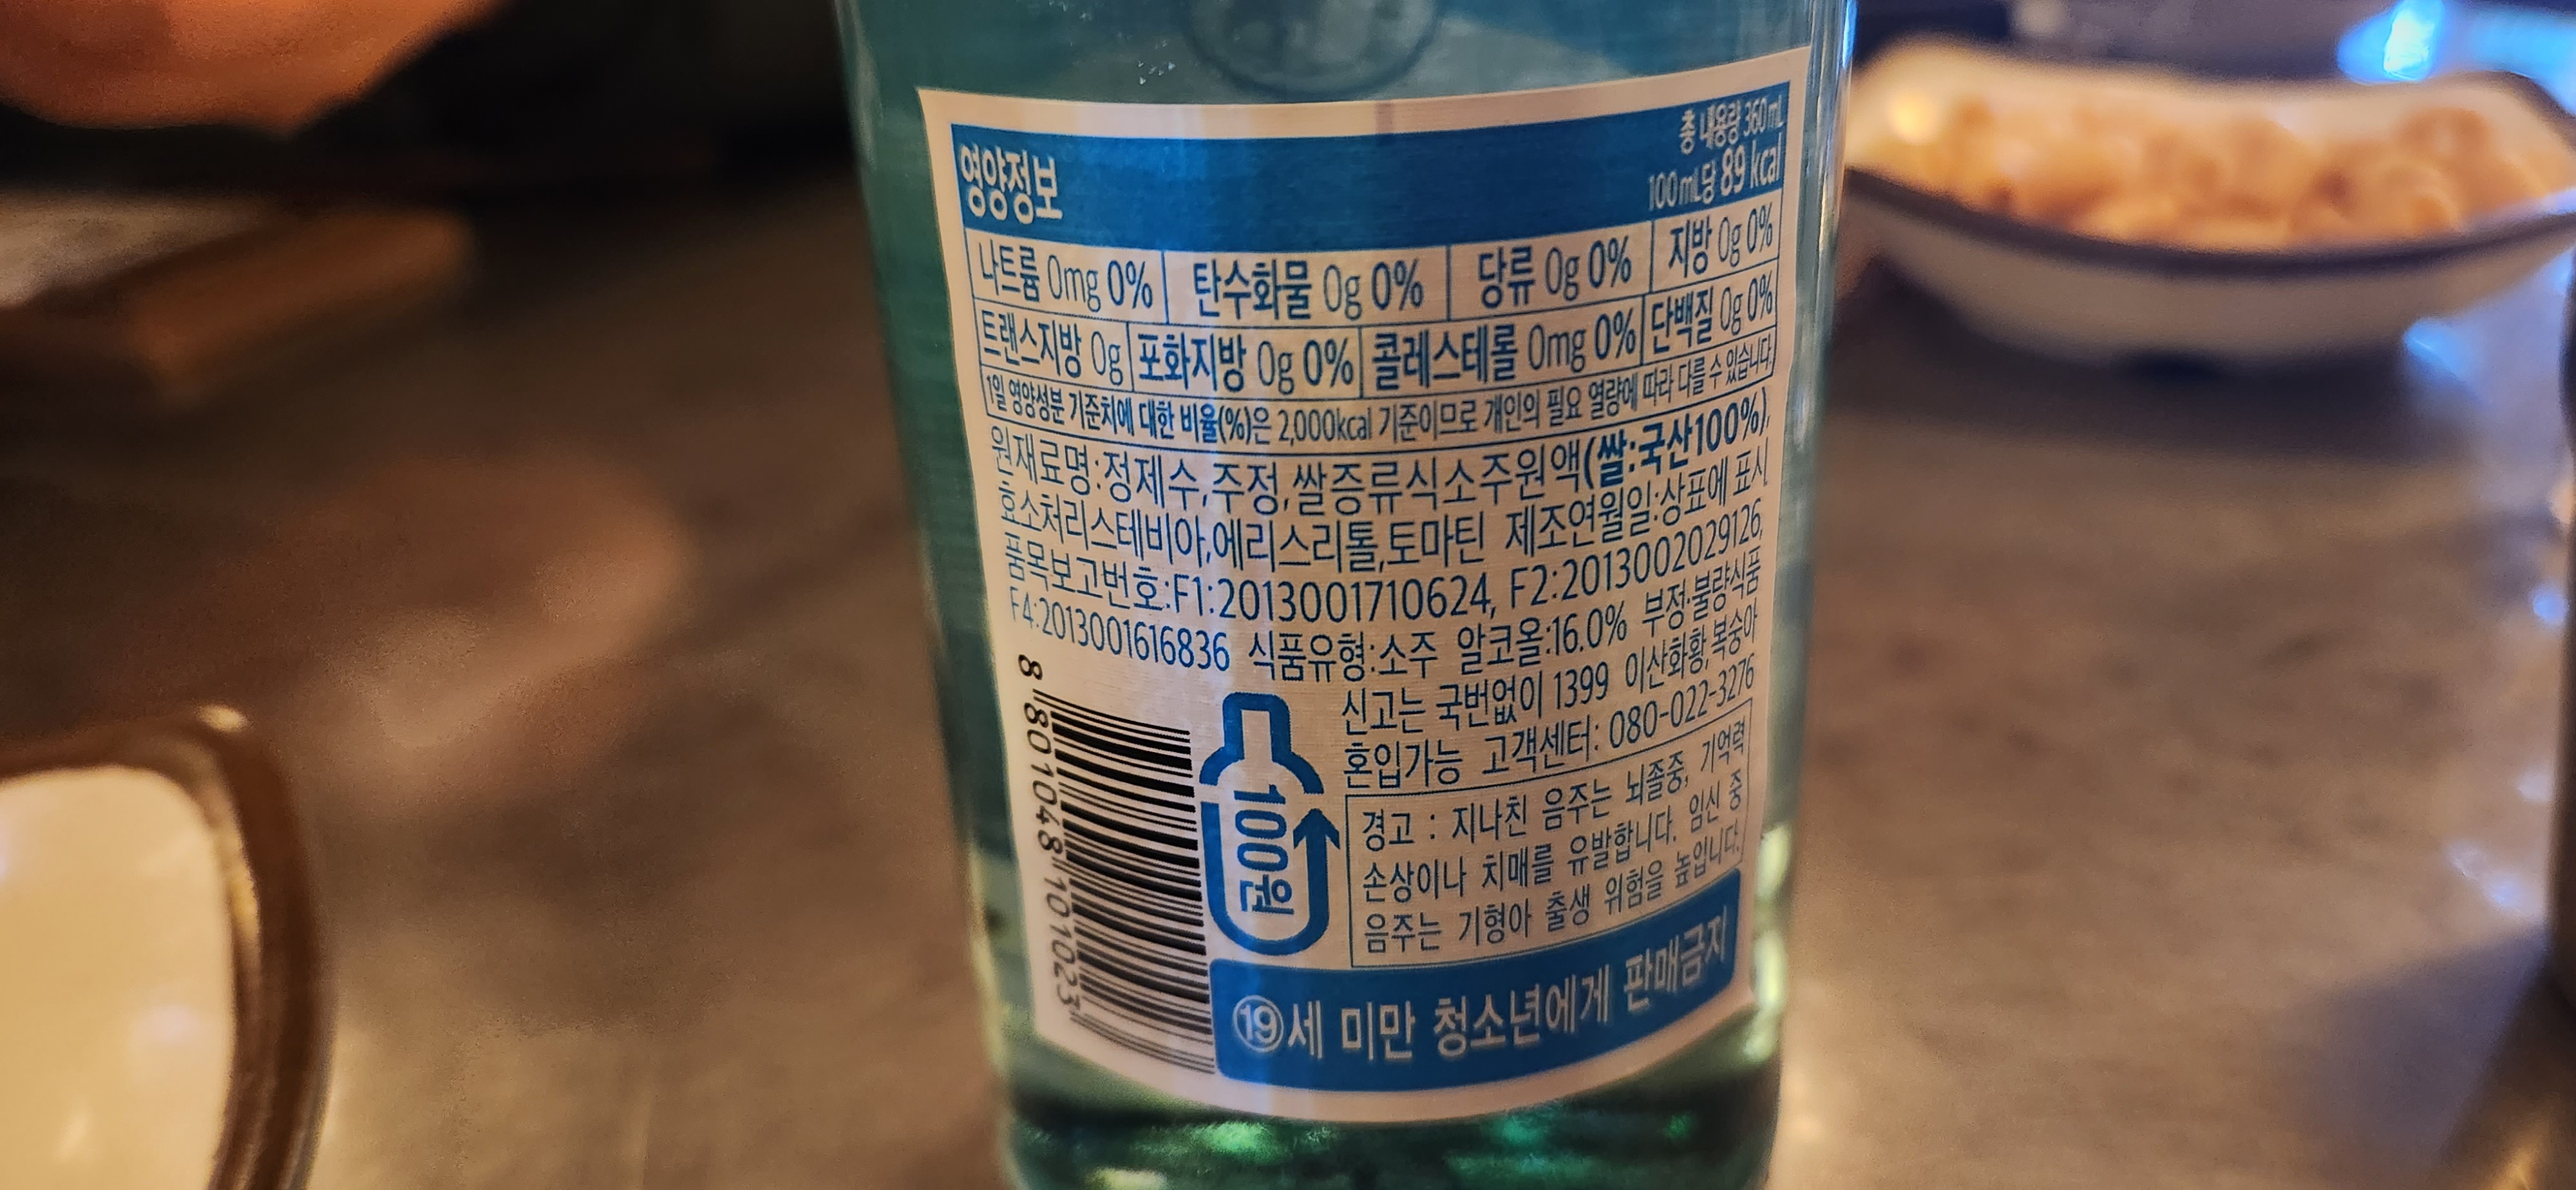 영양정보
총 내용량 360mL
100mL당 89 kcal
나트륨 0mg 0% 탄수화물 0g 0% 당류 0g 0% 지방 0g 0%
트랜스지방 0g 포화지방 0g 0% 콜레스테롤 0mg 0% 단백질 0g 0%
1일 영양성분 기준치에 대한 비율(%)은 2,000kcal 기준이므로 개인의 필요 열량에 따라 다를 수 있습니다.
원재료명:정제수,주정,쌀증류식소주원액(쌀:국산100%),
효소처리스테비아,에리스리톨,토마틴 제조연월일:상표에 표시
품목보고번호:F1:2013001710624, F2:2013002029126,
F4:2013001616836 식품유형:소주 알코올:16.0% 부정·불량식품
신고는 국번없이 1399 이산화황,복숭아
혼입가능 고객센터: 080-022-3276
경고 : 지나친 음주는 뇌졸중, 기억력
손상이나 치매를 유발합니다. 임신 중
음주는 기형아 출생 위험을 높입니다.
100원
8 801048 101023
19세 미만 청소년에게 판매금지